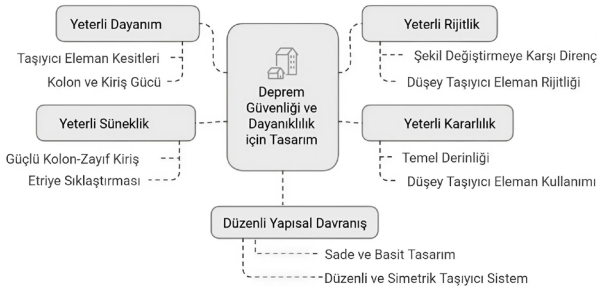 Yeterli Dayanım
Taşıyıcı Eleman Kesitleri
Kolon ve Kiriş Gücü
Yeterli Süneklik
Güçlü Kolon-Zayıf Kiriş
Etriye Sıklaştırması
Deprem
Güvenliği ve
Dayanıklılık
için Tasarım
Yeterli Rijitlik
Şekil Değiştirmeye Karşı Direnç
Düşey Taşıyıcı Eleman Rijitliği
Yeterli Kararlılık
Temel Derinliği
Düşey Taşıyıcı Eleman Kullanımı
Düzenli Yapısal Davranış
Sade ve Basit Tasarım
Düzenli ve Simetrik Taşıyıcı Sistem